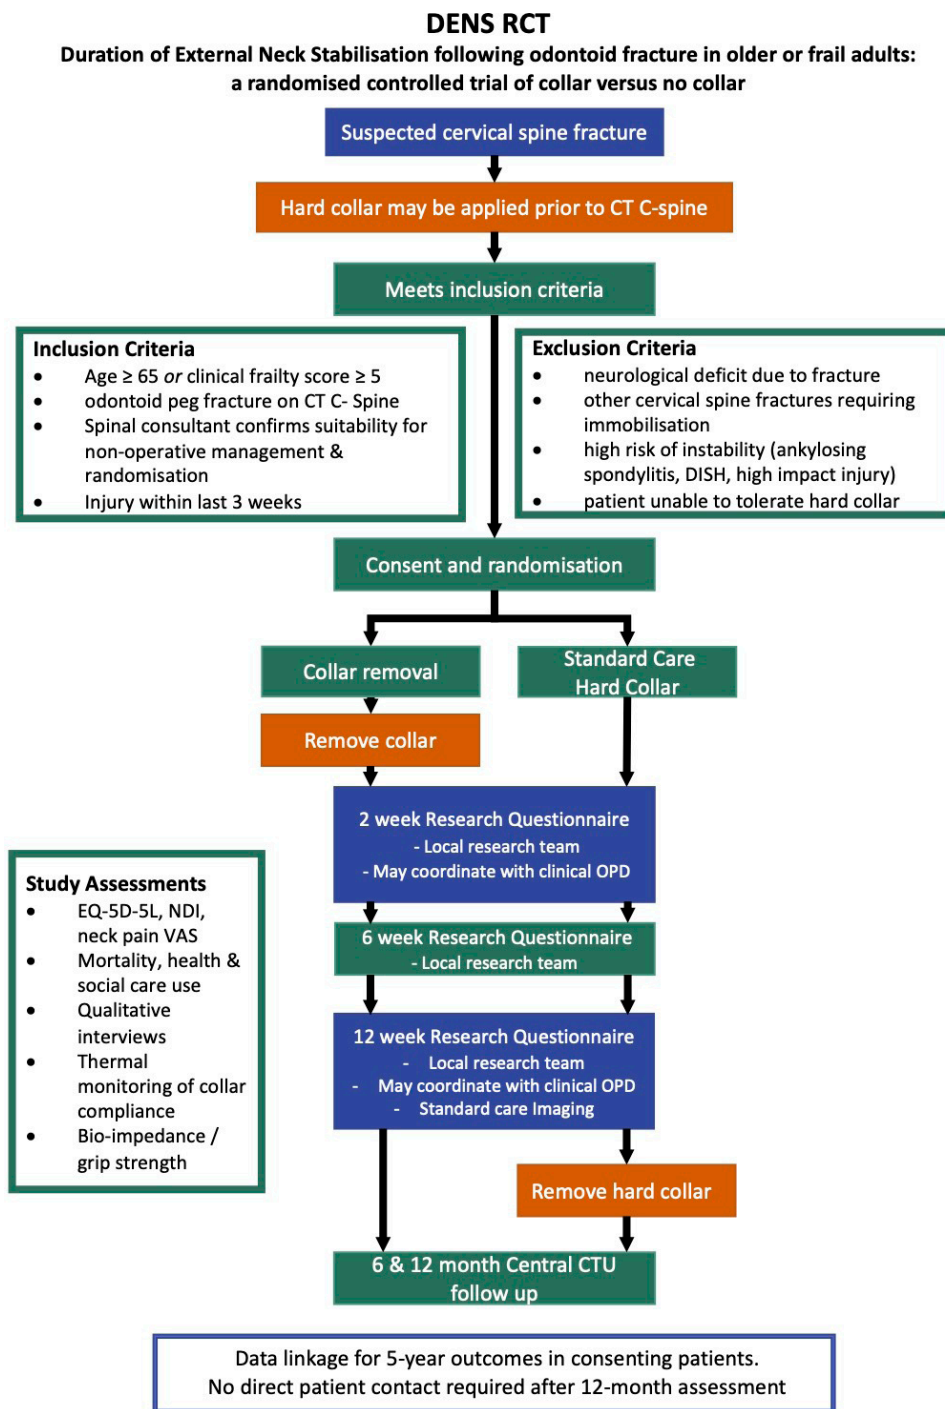 DENS RCT
Duration of External Neck Stabilisation following odontoid fracture in older or frail adults:
a randomised controlled trial of collar versus no collar
Suspected cervical spine fracture
Hard collar may be applied prior to CT C-spine
Meets inclusion criteria
Inclusion Criteria
• Age ≥ 65 or clinical frailty score ≥ 5
• odontoid peg fracture on CT C- Spine
• Spinal consultant confirms suitability for
non-operative management &
randomisation
• Injury within last 3 weeks
Exclusion Criteria
• neurological deficit due to fracture
• other cervical spine fractures requiring
immobilisation
• high risk of instability (ankylosing
spondylitis, DISH, high impact injury)
• patient unable to tolerate hard collar
Consent and randomisation
Collar removal
Standard Care
Hard Collar
Remove collar
2 week Research Questionnaire
- Local research team
- May coordinate with clinical OPD
Study Assessments
• EQ-5D-5L, NDI,
neck pain VAS
• Mortality, health &
social care use
• Qualitative
interviews
• Thermal
monitoring of collar
compliance
• Bio-impedance /
grip strength
6 week Research Questionnaire
- Local research team
12 week Research Questionnaire
- Local research team
- May coordinate with clinical OPD
- Standard care Imaging
Remove hard collar
6 & 12 month Central CTU
follow up
Data linkage for 5-year outcomes in consenting patients.
No direct patient contact required after 12-month assessment